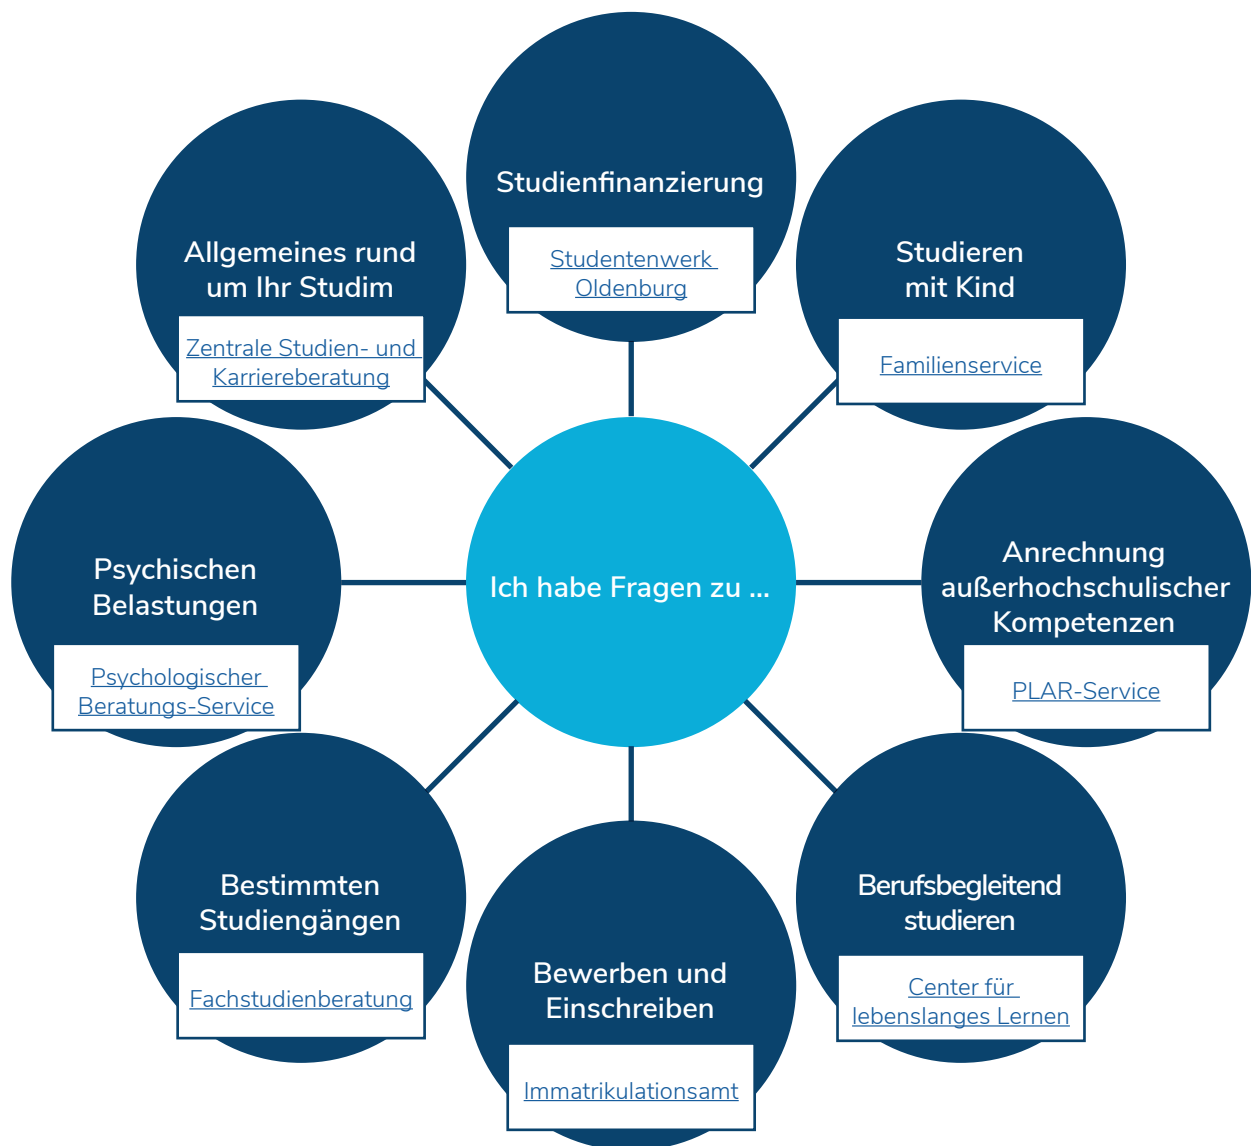 Studienfinanzierung
Studentenwerk
Oldenburg
Studieren
mit Kind
Familienservice
Anrechnung
außerhochschulischer
Kompetenzen
PLAR-Service
Berufsbegleitend
studieren
Center für
lebenslanges Lernen
Bewerben und
Einschreiben
Immatrikulationsamt
Bestimmten
Studiengängen
Fachstudienberatung
Psychischen
Belastungen
Psychologischer
Beratungs-Service
Allgemeines rund
um Ihr Studim
Zentrale Studien- und
Karriereberatung
Ich habe Fragen zu ...